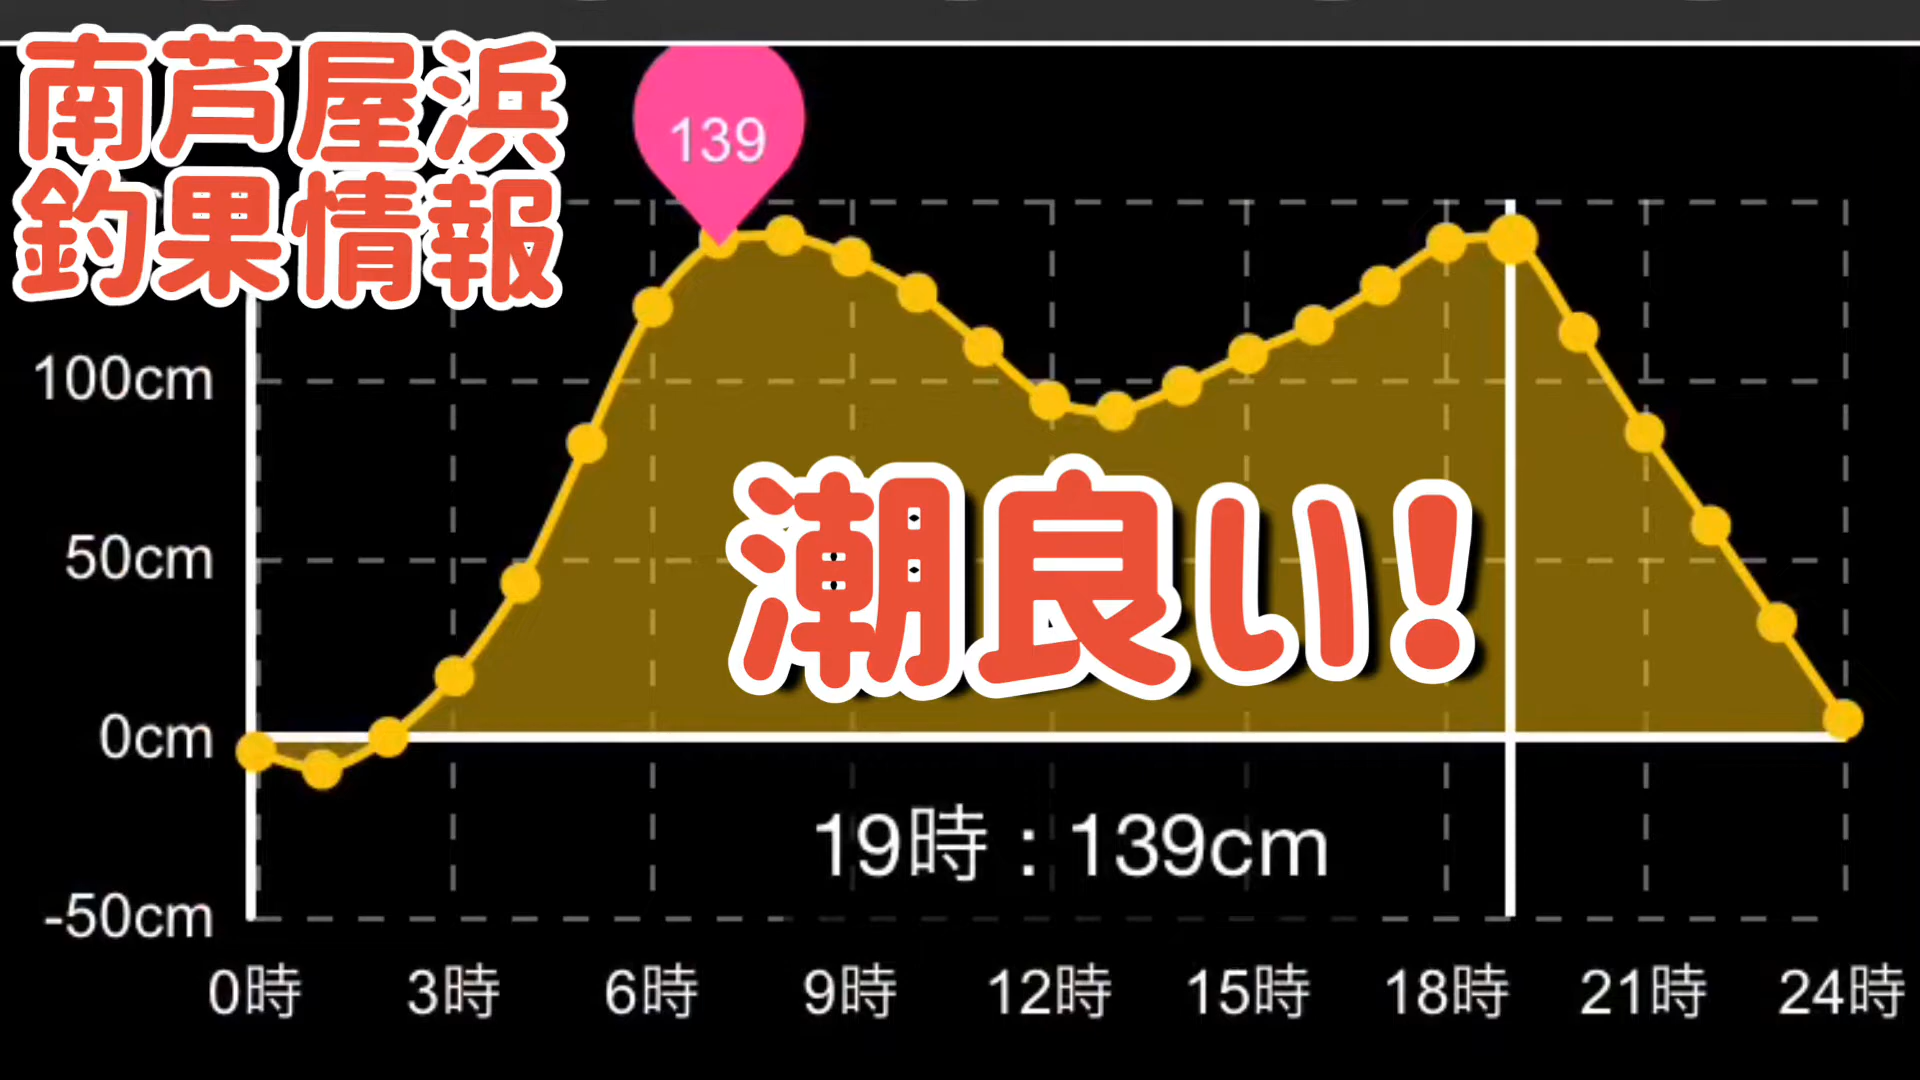 南芦屋浜
釣果情報
139
100cm
50cm
潮良い!
0cm
19時：139cm
-50cm
0時 3時 6時 9時 12時 15時 18時 21時 24時